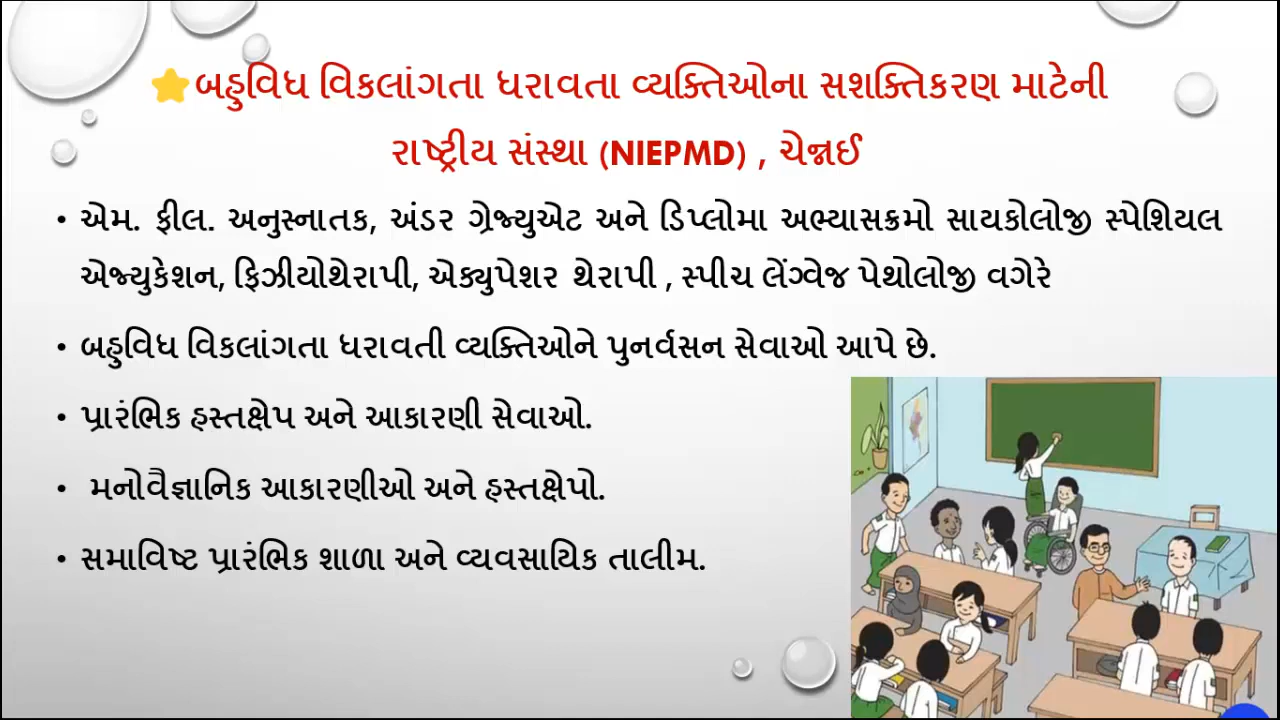 બહુવિધ વિકલાંગતા ધરાવતા વ્યક્તિઓના સશક્તિકરણ માટેની
રાષ્ટ્રીય સંસ્થા (NIEPMD) , ચેન્નઈ
• એમ. ફીલ. અનુસ્નાતક, અંડર ગ્રેજ્યુએટ અને ડિપ્લોમા અભ્યાસક્રમો સાયકોલોજી સ્પેશિયલ
એજ્યુકેશન, ફિઝીયોથેરાપી, એક્યુપેશર થેરાપી , સ્પીચ લેંગ્વેજ પેથોલોજી વગેરે
• બહુવિધ વિકલાંગતા ધરાવતી વ્યક્તિઓને પુનર્વસન સેવાઓ આપે છે.
• પ્રારંભિક હસ્તક્ષેપ અને આકારણી સેવાઓ.
• મનોવૈજ્ઞાનિક આકારણીઓ અને હસ્તક્ષેપો.
• સમાવિષ્ટ પ્રારંભિક શાળા અને વ્યવસાયિક તાલીમ.